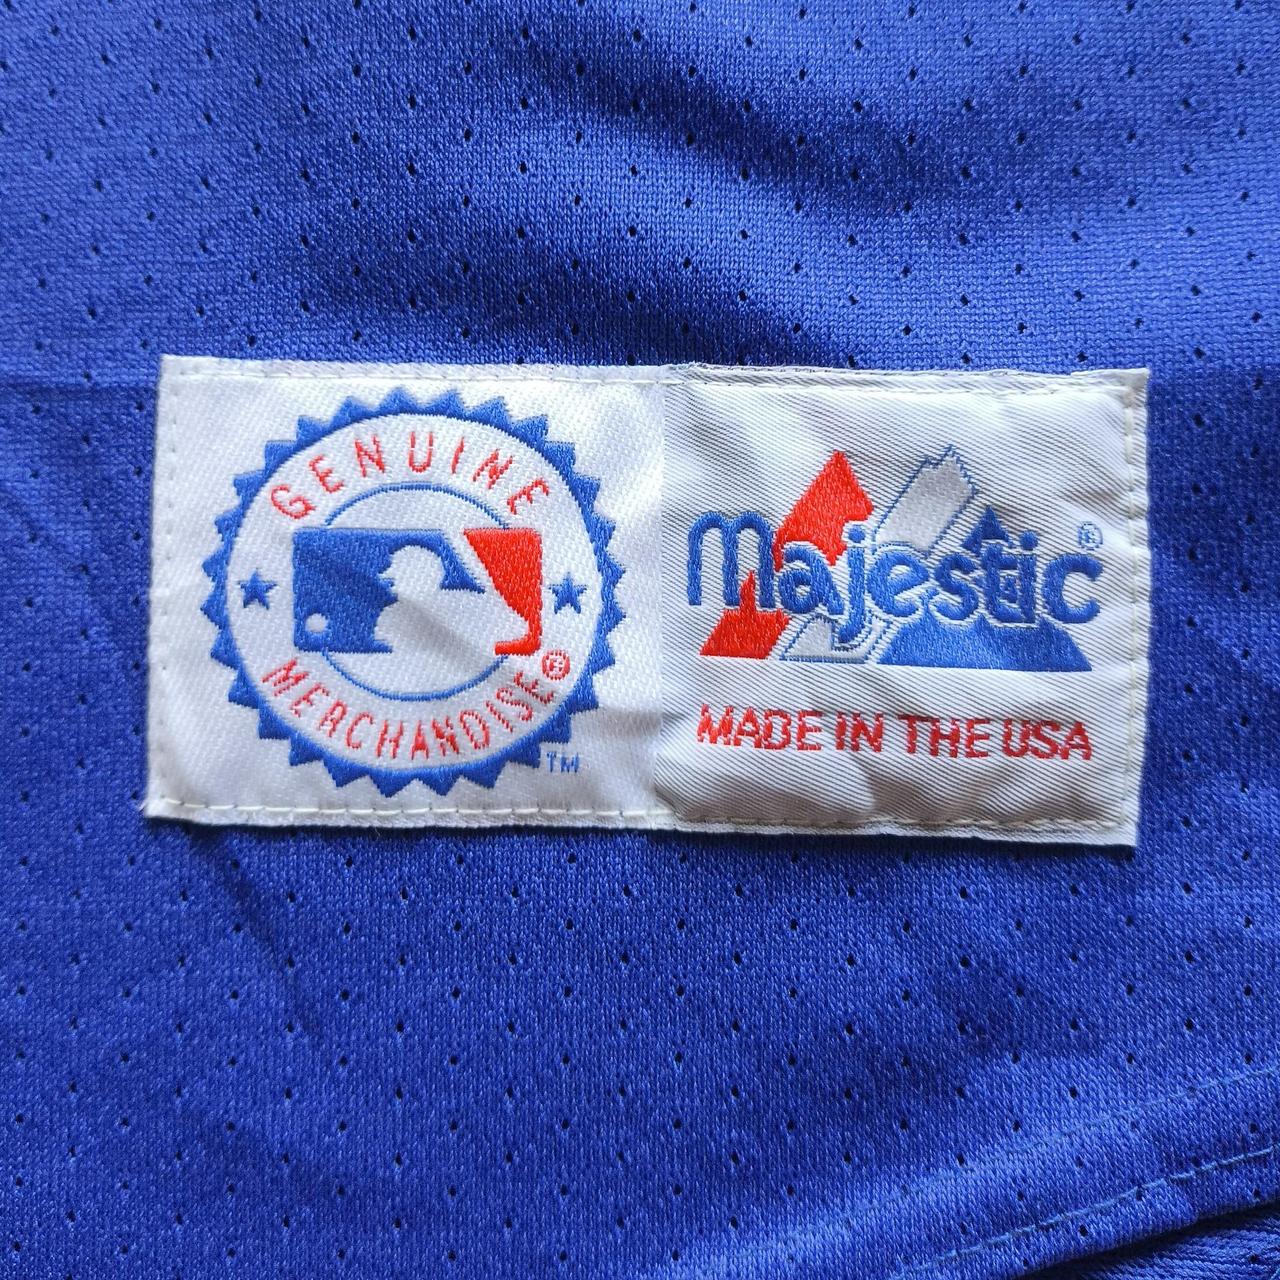 GENUINE
MERCHANDISE®
TM
Majestic®
MADE IN THE USA